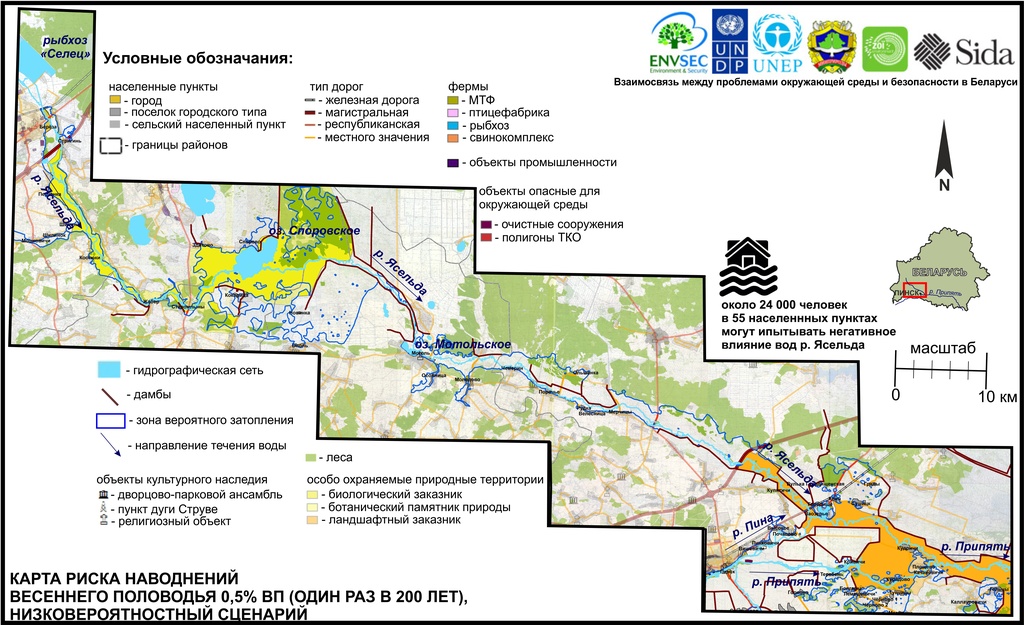 рыбхоз
«Селец»
Условные обозначания:
населенные пункты
- город
- поселок городского типа
- сельский населенный пункт
- границы районов
тип дорог
- железная дорога
- магистральная
- республиканская
- местного значения
фермы
- МТФ
- птицефабрика
- рыбхоз
- свинокомплекс
- объекты промышленности
объекты опасные для
окружающей среды
- очистные сооружения
- полигоны ТКО
ENVSEC
Environment & Security
U N
D P
UNEP
ZOI
Sida
Взаимосвязь между проблемами окружающей среды и безопасности в Беларуси
N
БЕЛАРУСЬ
ПИНСК
р. Припять
около 24 000 человек
в 55 населеннных пунктах
могут ипытывать негативное
влияние вод р. Ясельда
масштаб
0 10 км
р. Ясельда
оз. Споровское
р. Ясельда
оз. Мотольское
Мотоль
р. Ясельда
р. Пина
р. Припять
р. Припять
- гидрографическая сеть
- дамбы
- зона вероятного затопления
- направление течения воды
объекты культурного наследия
- дворцово-парковый ансамбль
- пункт дуги Струве
- религиозный объект
- леса
особо охраняемые природные территории
- биологический заказник
- ботанический памятник природы
- ландшафтный заказник
КАРТА РИСКА НАВОДНЕНИЙ
ВЕСЕННЕГО ПОЛОВОДЬЯ 0,5% ВП (ОДИН РАЗ В 200 ЛЕТ),
НИЗКОВЕРОЯТНОСТНЫЙ СЦЕНАРИЙ